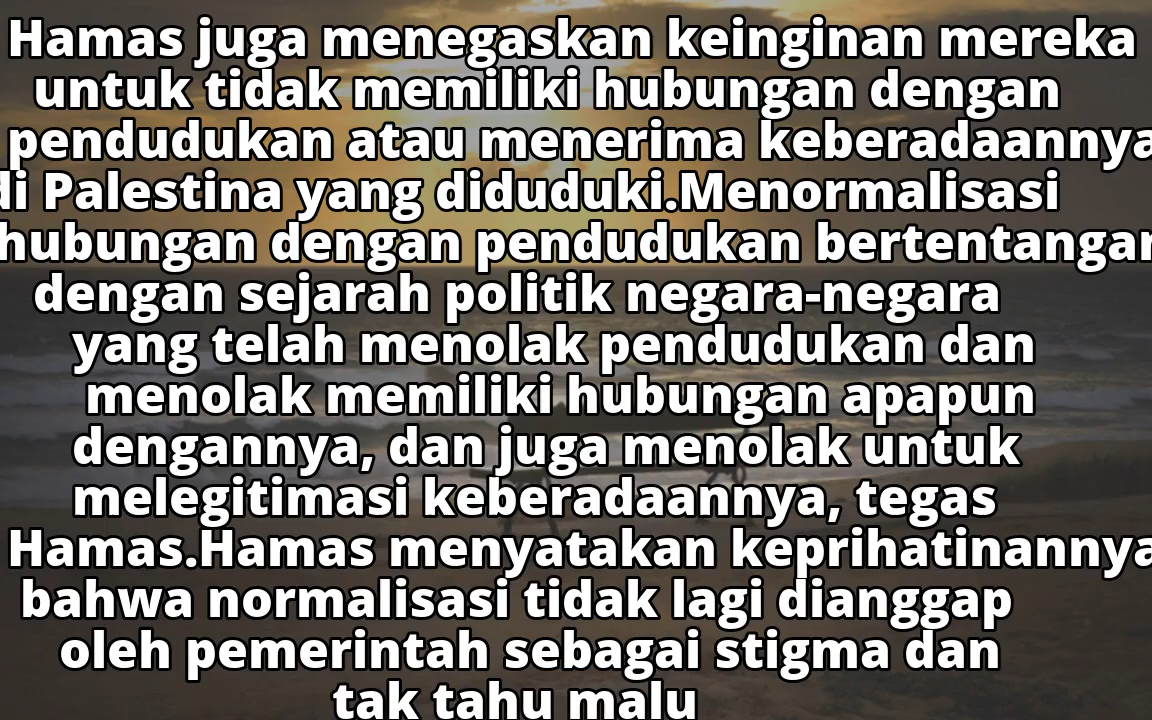 Hamas juga menegaskan keinginan mereka
untuk tidak memiliki hubungan dengan
pendudukan atau menerima keberadaannya
di Palestina yang diduduki.Menormalisasi
hubungan dengan pendudukan bertentangan
dengan sejarah politik negara-negara
yang telah menolak pendudukan dan
menolak memiliki hubungan apapun
dengannya, dan juga menolak untuk
melegitimasi keberadaannya, tegas
Hamas.Hamas menyatakan keprihatinannya
bahwa normalisasi tidak lagi dianggap
oleh pemerintah sebagai stigma dan
tak tahu malu